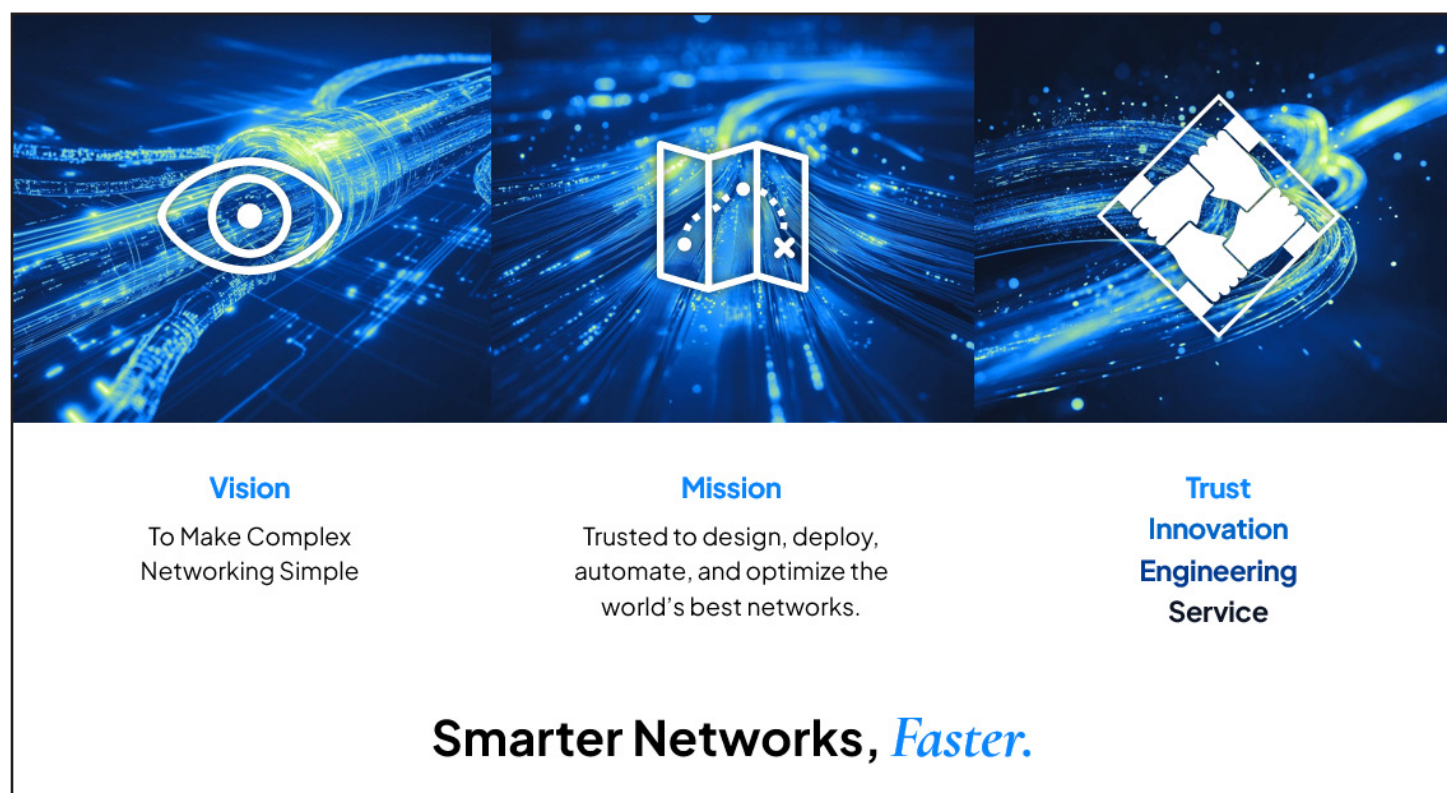 Vision
To Make Complex
Networking Simple
Mission
Trusted to design, deploy,
automate, and optimize the
world's best networks.
Trust
Innovation
Engineering
Service
Smarter Networks, Faster.